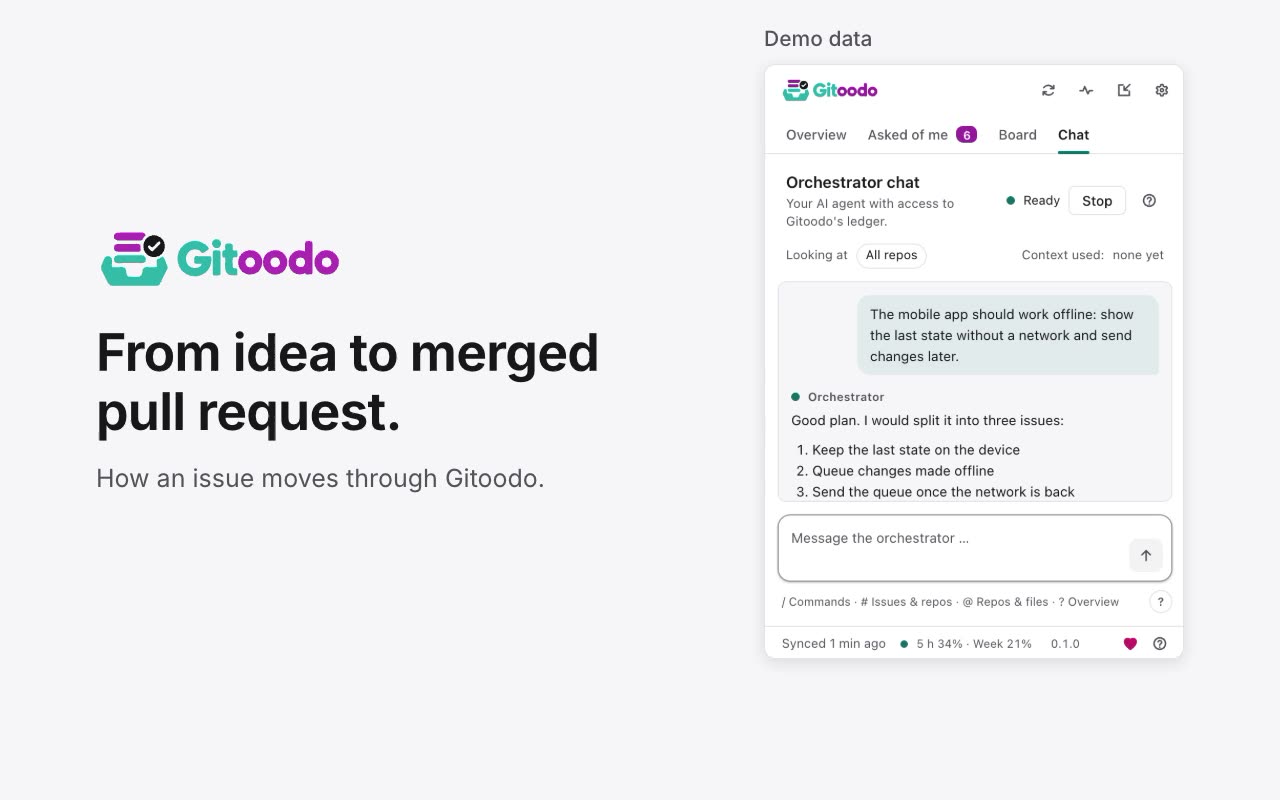 Gitoodo
From idea to merged
pull request.
How an issue moves through Gitoodo.
Demo data
Gitoodo
Overview Asked of me 6 Board Chat
Orchestrator chat
Your AI agent with access to
Gitoodo's ledger.
Ready Stop
Looking at All repos Context used: none yet
The mobile app should work offline: show
the last state without a network and send
changes later.
Orchestrator
Good plan. I would split it into three issues:
1. Keep the last state on the device
2. Queue changes made offline
3. Send the queue once the network is back
Message the orchestrator ...
/ Commands · # Issues & repos · @ Repos & files · ? Overview ?
Synced 1 min ago 5 h 34% · Week 21% 0.1.0